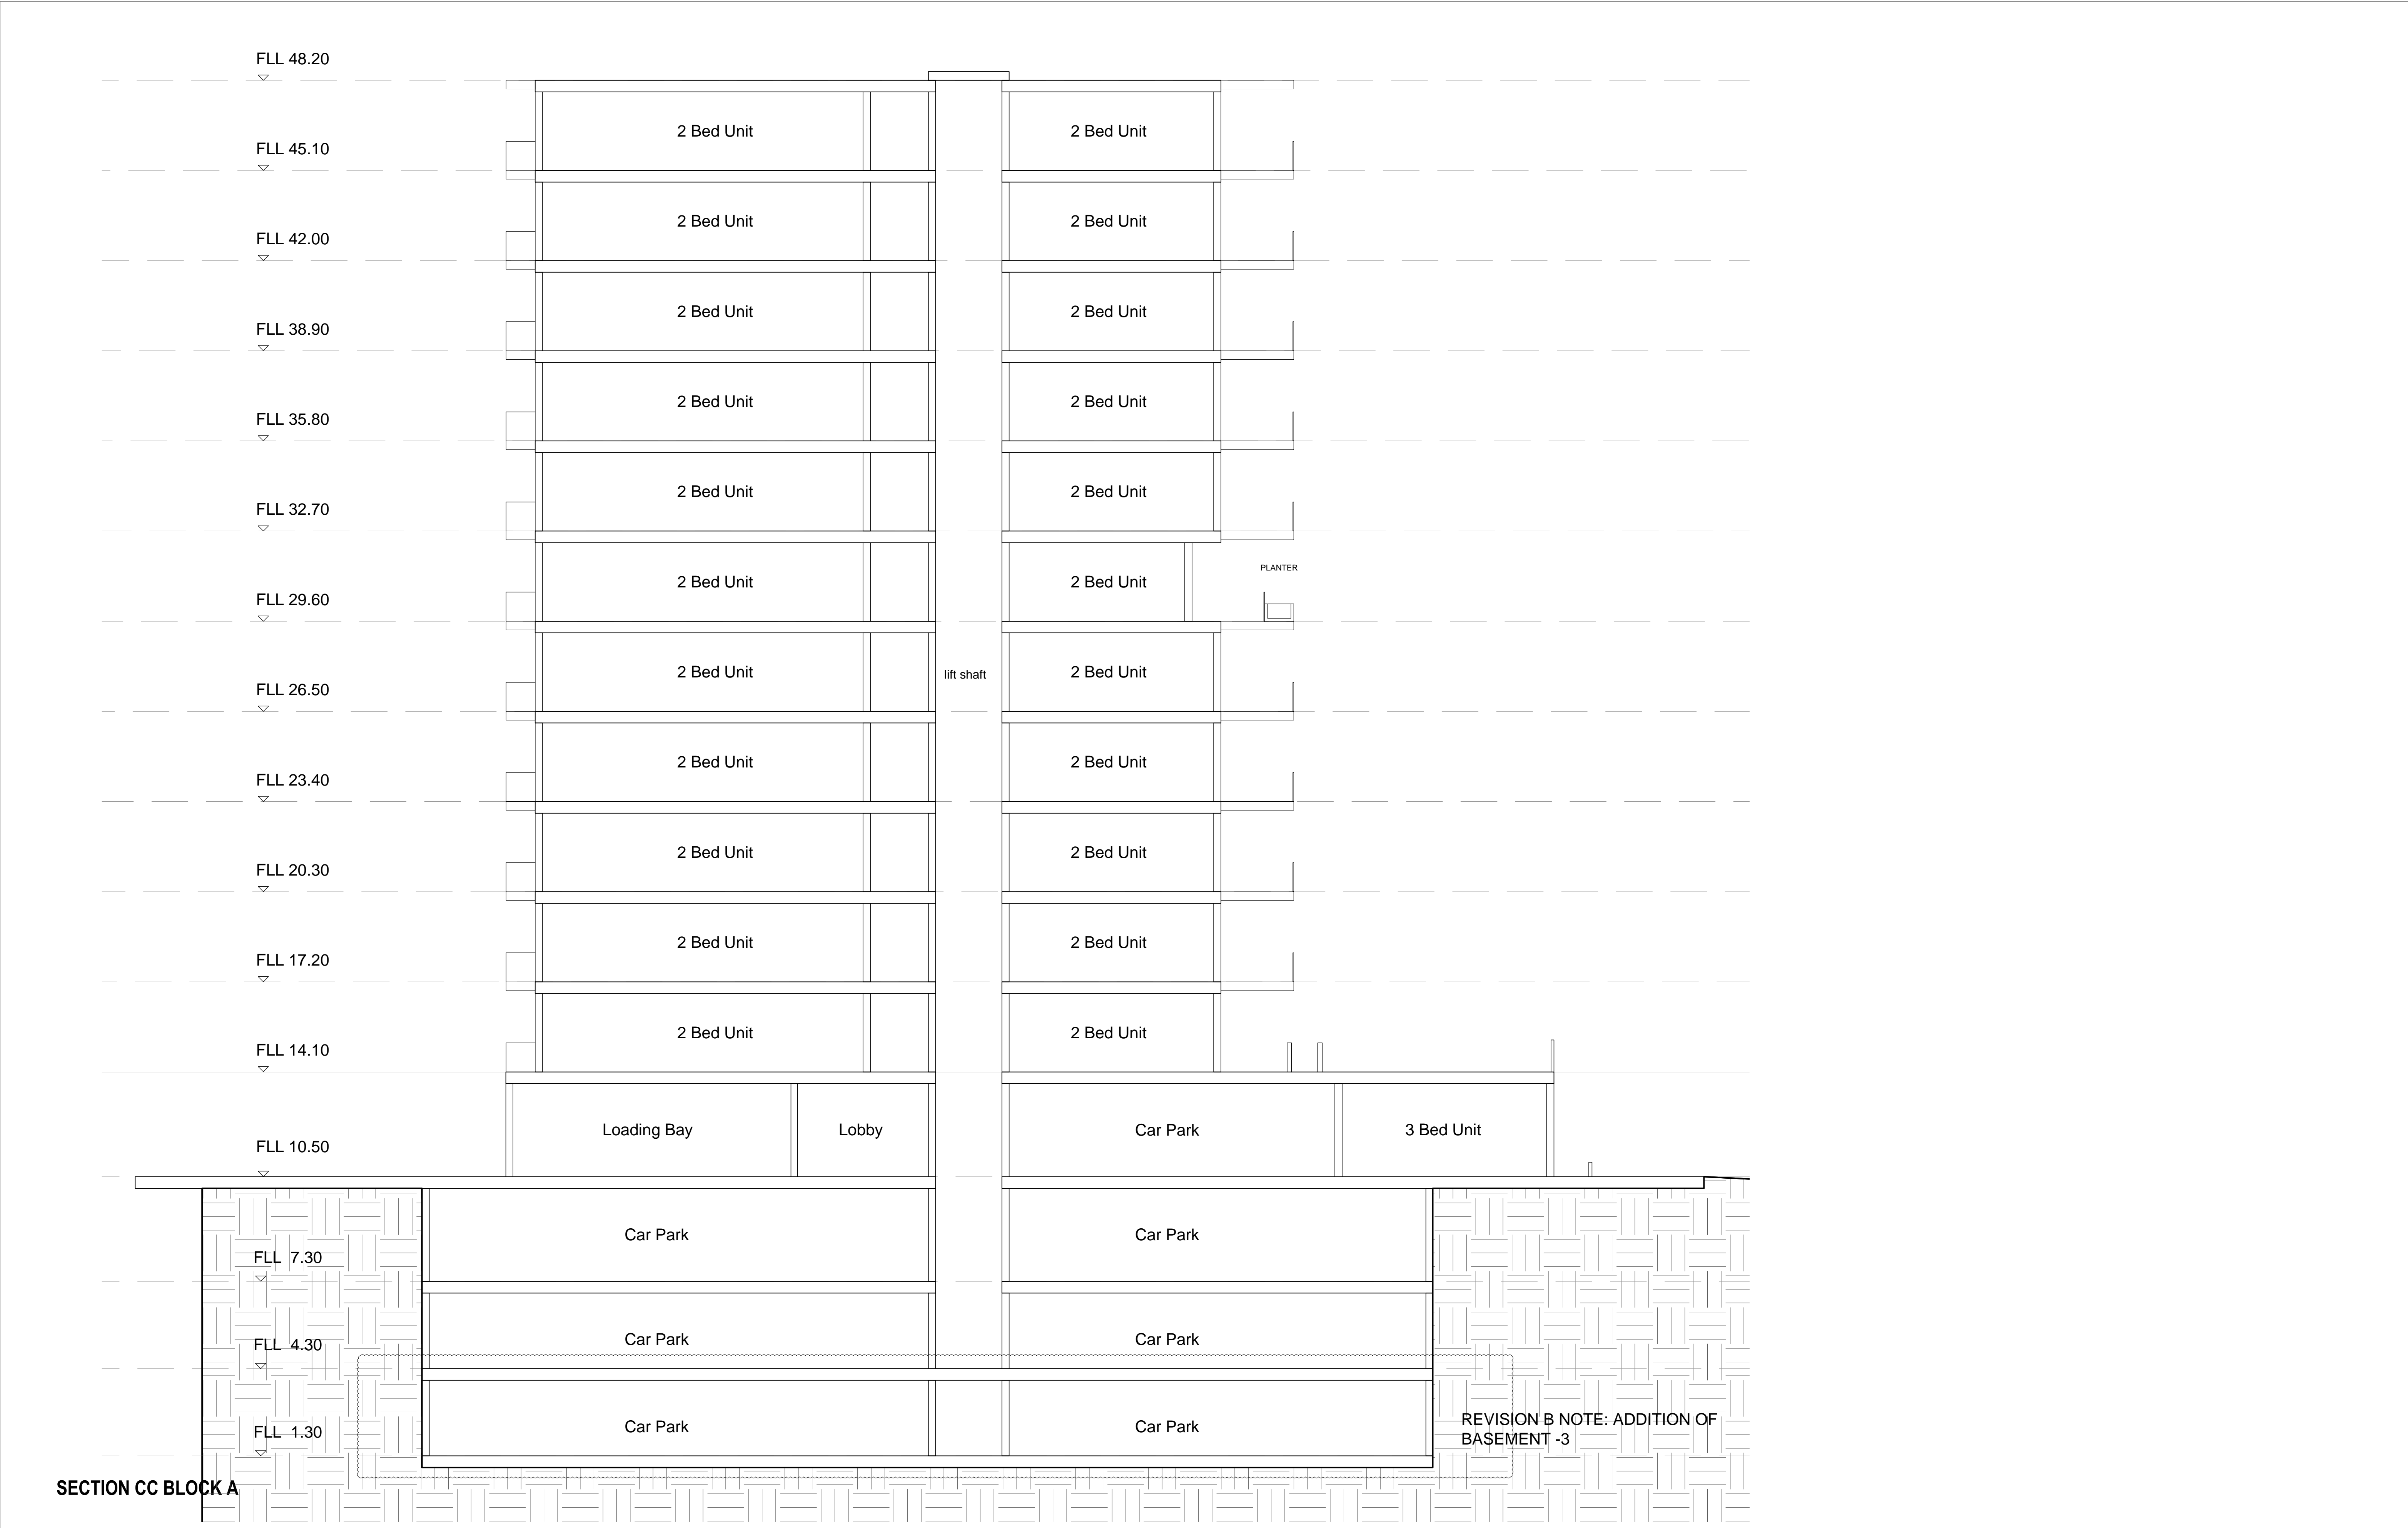 FLL 48.20
2 Bed Unit 2 Bed Unit
FLL 45.10
2 Bed Unit 2 Bed Unit
FLL 42.00
2 Bed Unit 2 Bed Unit
FLL 38.90
2 Bed Unit 2 Bed Unit
FLL 35.80
2 Bed Unit 2 Bed Unit
FLL 32.70
PLANTER
2 Bed Unit 2 Bed Unit
FLL 29.60
2 Bed Unit lift shaft 2 Bed Unit
FLL 26.50
2 Bed Unit 2 Bed Unit
FLL 23.40
2 Bed Unit 2 Bed Unit
FLL 20.30
2 Bed Unit 2 Bed Unit
FLL 17.20
2 Bed Unit 2 Bed Unit
FLL 14.10
Loading Bay Lobby Car Park 3 Bed Unit
FLL 10.50
Car Park Car Park
FLL 7.30
Car Park Car Park
FLL 4.30
Car Park Car Park
FLL 1.30
REVISION B NOTE: ADDITION OF
BASEMENT -3
SECTION CC BLOCK A